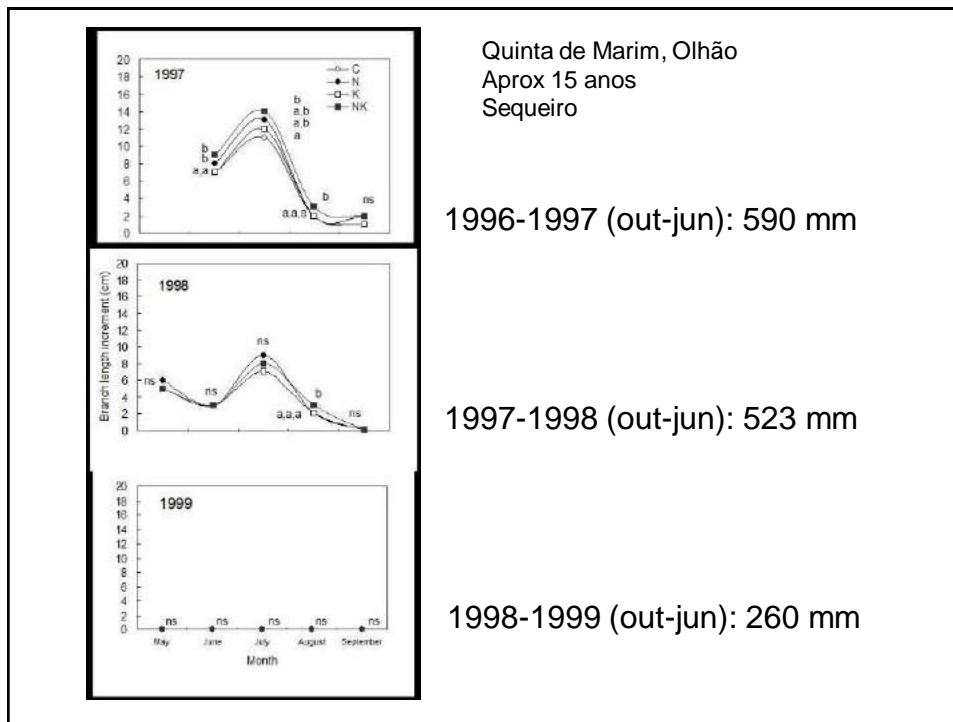 Quinta de Marim, Olhão
Aprox 15 anos
Sequeiro
1997
C
N
K
NK
20
18
16
14
12
10
8
6
4
2
0
b
a,b
a,b
a
b
b
a,a
b
a,a,a
ns
1996-1997 (out-jun): 590 mm
Branch length increment (cm)
1998
20
18
16
14
12
10
8
6
4
2
0
ns
ns
ns
b
a,a,a
ns
1997-1998 (out-jun): 523 mm
1999
20
18
16
14
12
10
8
6
4
2
0
ns
ns
ns
ns
ns
May
June
July
August
September
Month
1998-1999 (out-jun): 260 mm